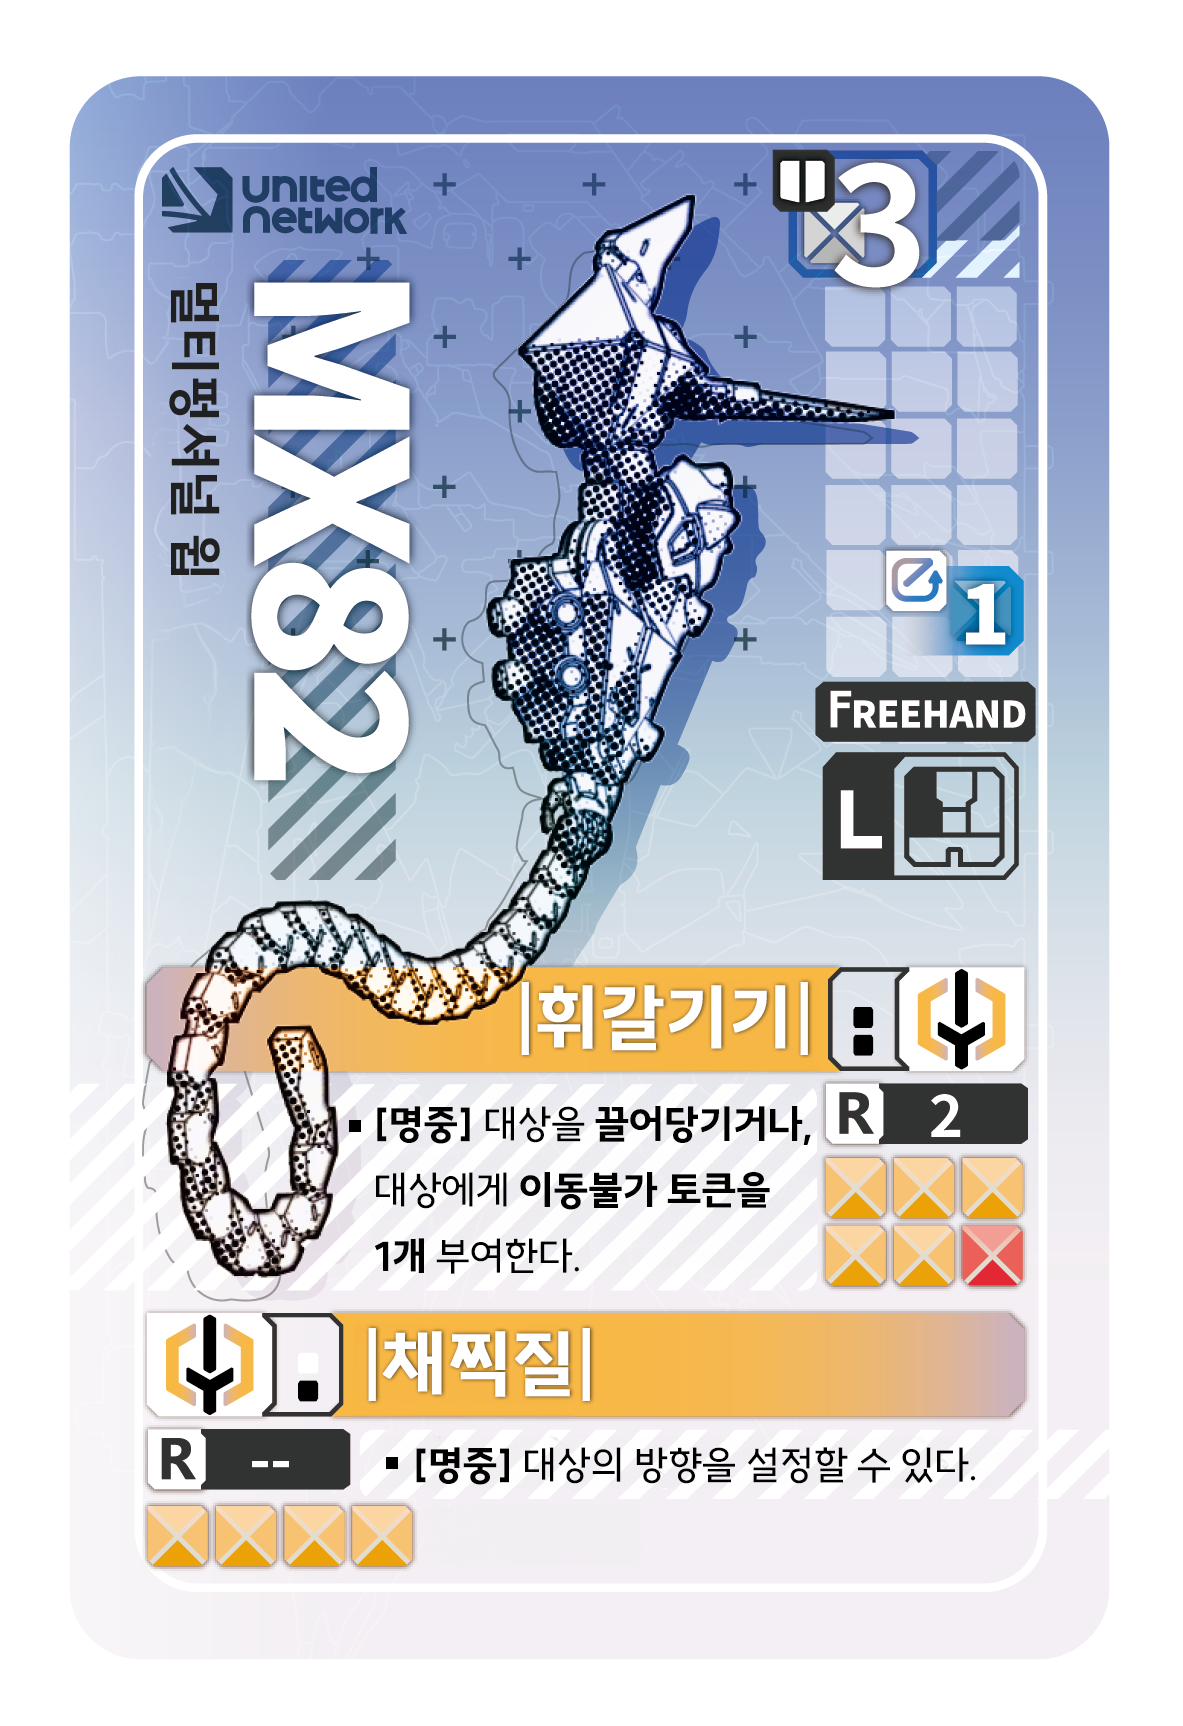 UNITED
NETWORK
MX82
멀티펑셔널 윔
3
1
FREEHAND
L
|휘갈기기|
R 2
[명중] 대상을 끌어당기거나,
대상에게 이동불가 토큰을
1개 부여한다.
|채찍질|
R --
[명중] 대상의 방향을 설정할 수 있다.